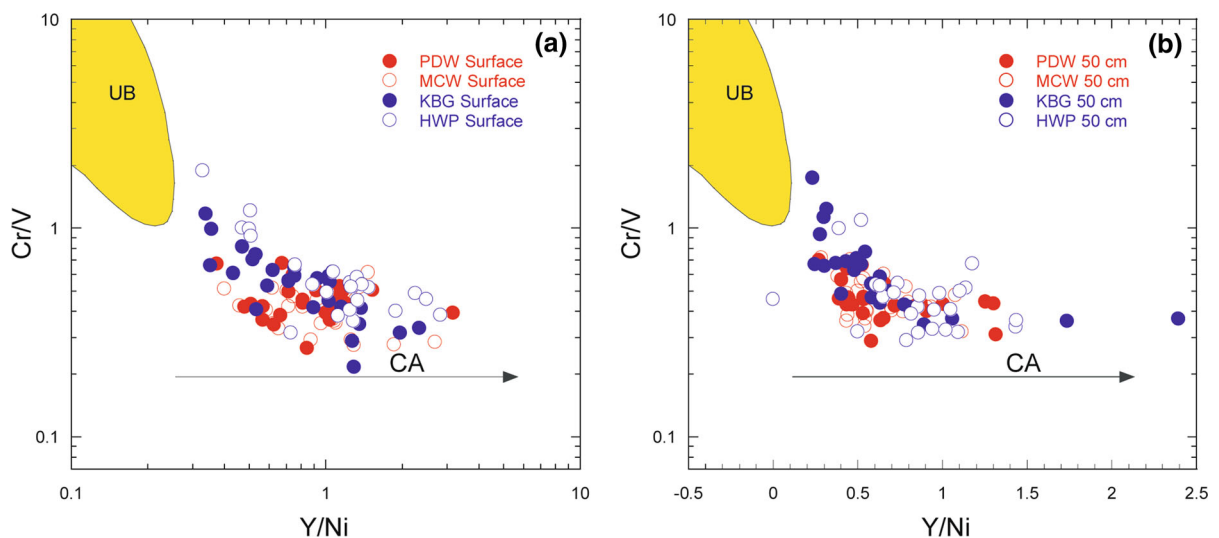 (a)
UB
PDW Surface
MCW Surface
KBG Surface
HWP Surface
CA
10
1
0.1
Cr/V
0.1 1 10
Y/Ni
(b)
UB
PDW 50 cm
MCW 50 cm
KBG 50 cm
HWP 50 cm
CA
10
1
0.1
Cr/V
-0.5 0 0.5 1 1.5 2 2.5
Y/Ni